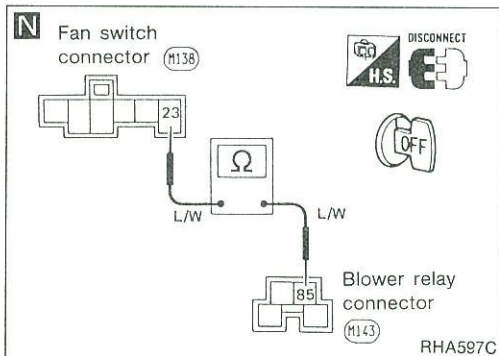 N
Fan switch
connector M138
DISCONNECT
H.S.
23
OFF
Ω
L/W
L/W
85
Blower relay
connector
M143
RHA597C